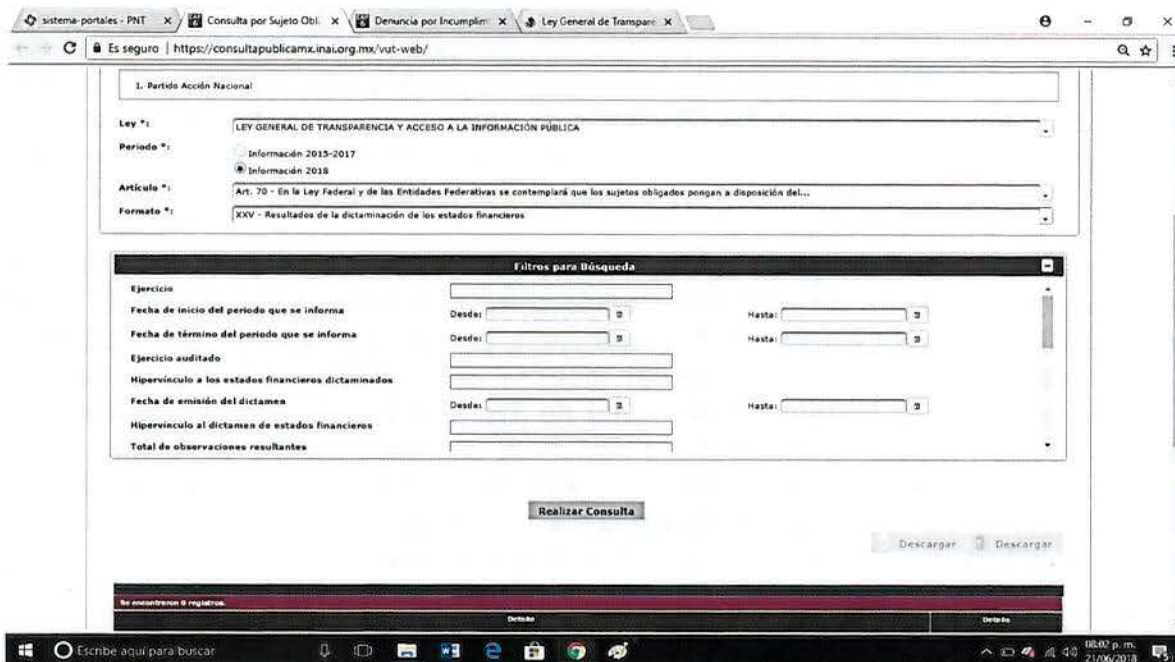 sistema-portales - PNT
Consulta por Sujeto Obl
Denuncia por Incumplim
Ley General de Transpare
Es seguro | https://consultapublicamx.inai.org.mx/vut-web/
1. Partido Acción Nacional
Ley *:
LEY GENERAL DE TRANSPARENCIA Y ACCESO A LA INFORMACIÓN PÚBLICA
Periodo *:
Información 2015-2017
Información 2018
Artículo *:
Art. 70 - En la Ley Federal y de las Entidades Federativas se contemplará que los sujetos obligados pongan a disposición del...
Formato *:
XXV - Resultados de la dictaminación de los estados financieros
Filtros para Búsqueda
Ejercicio
Fecha de inicio del periodo que se informa Desde: Hasta:
Fecha de término del periodo que se informa Desde: Hasta:
Ejercicio auditado
Hipervínculo a los estados financieros dictaminados
Fecha de emisión del dictamen Desde: Hasta:
Hipervínculo al dictamen de estados financieros
Total de observaciones resultantes
Realizar Consulta
Descargar Descargar
Se encontraron 0 registros.
Detalle Detalle
Escribe aquí para buscar
08:02 p. m.
21/06/2018